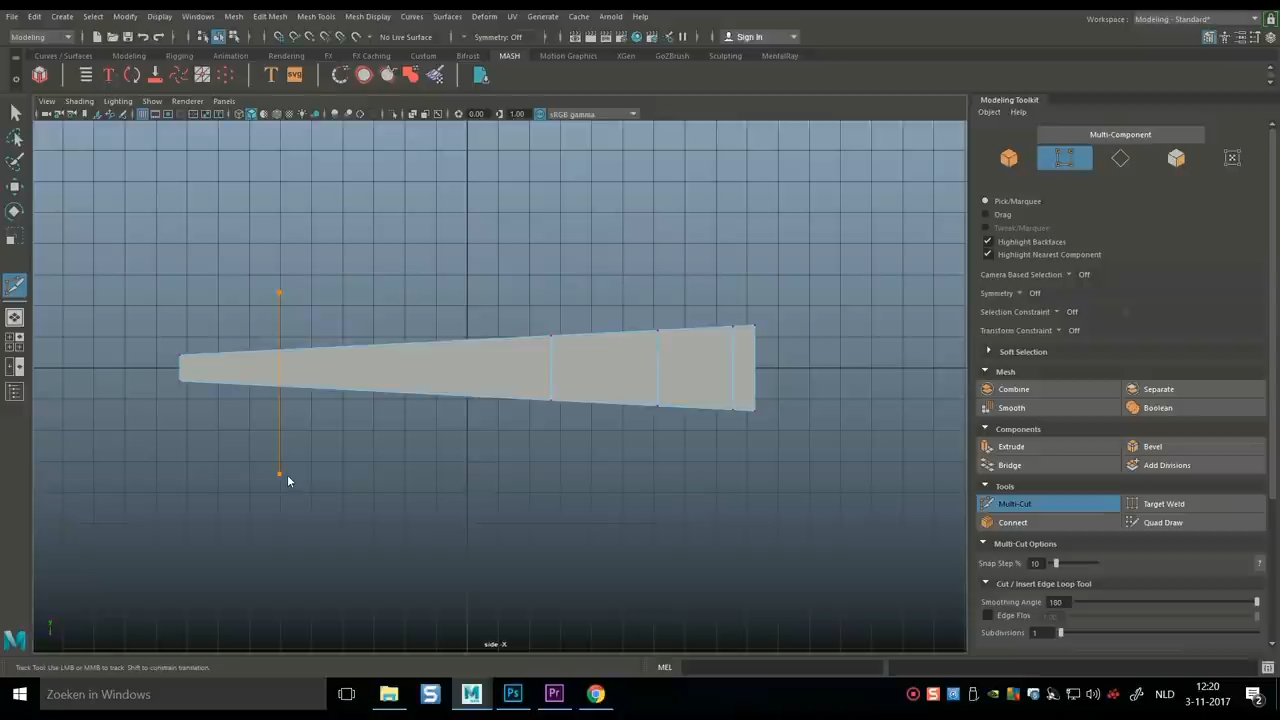 File Edit Create Select Modify Display Windows Mesh Edit Mesh Mesh Tools Mesh Display Curves Surfaces Deform UV Generate Cache Arnold Help
Workspace: Modeling - Standard*
Modeling No Live Surface Symmetry: Off Sign In
Curves / Surfaces Modeling Rigging Animation Rendering FX FX Caching Custom Bifrost MASH Motion Graphics XGen GoZBrush Sculpting MentalRay
View Shading Lighting Show Renderer Panels
0.00 1.00 sRGB gamma
Modeling Toolkit
Object Help
Multi-Component
Pick/Marquee
Drag
Tweak/Marquee
Highlight Backfaces
Highlight Nearest Component
Camera Based Selection Off
Symmetry Off
Selection Constraint Off
Transform Constraint Off
Soft Selection
Mesh
Combine Separate
Smooth Boolean
Components
Extrude Bevel
Bridge Add Divisions
Tools
Multi-Cut Target Weld
Connect Quad Draw
Multi-Cut Options
Snap Step % 10 ?
Cut / Insert Edge Loop Tool
Smoothing Angle 180
Edge Flow
Subdivisions 1
y
side -X
Track Tool: Use LMB or MMB to track. Shift to constrain translation.
MEL
Zoeken in Windows
S Ps Pr
NLD
12:20
3-11-2017
2